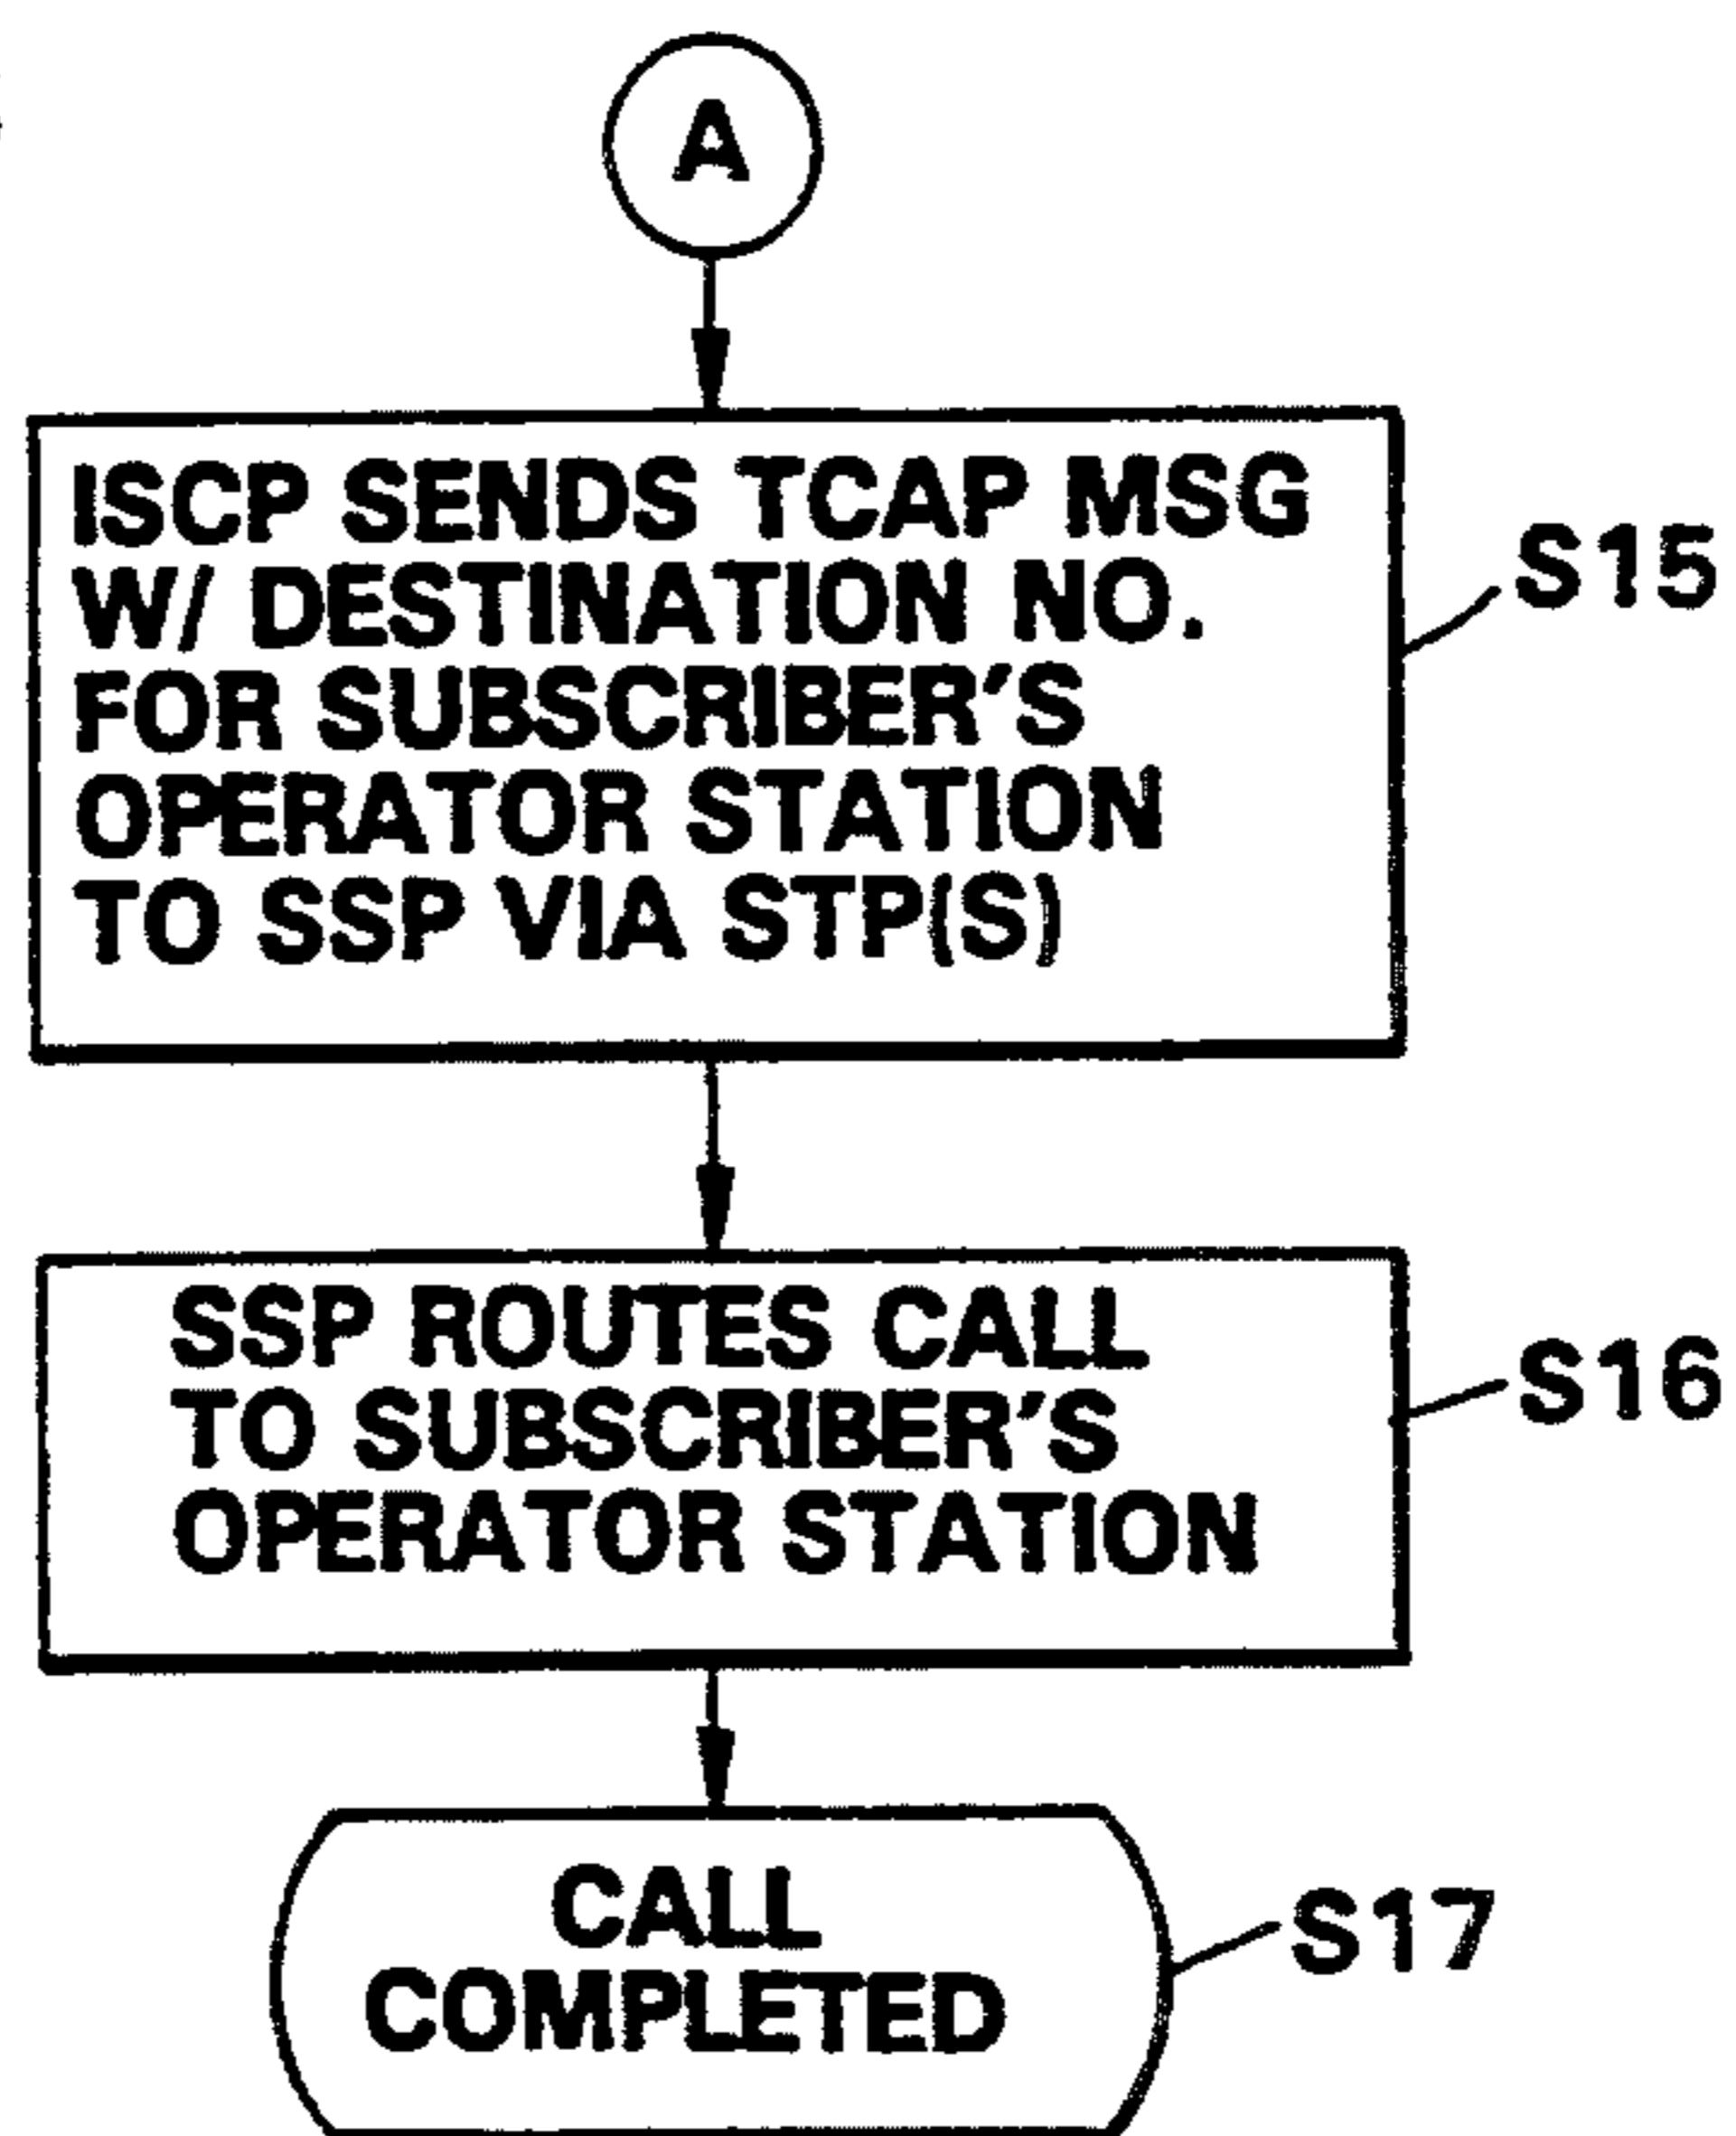 A
ISCP SENDS TCAP MSG
W/ DESTINATION NO.
FOR SUBSCRIBER'S
OPERATOR STATION
TO SSP VIA STP(S)
S15
SSP ROUTES CALL
TO SUBSCRIBER'S
OPERATOR STATION
S16
CALL
COMPLETED
S17